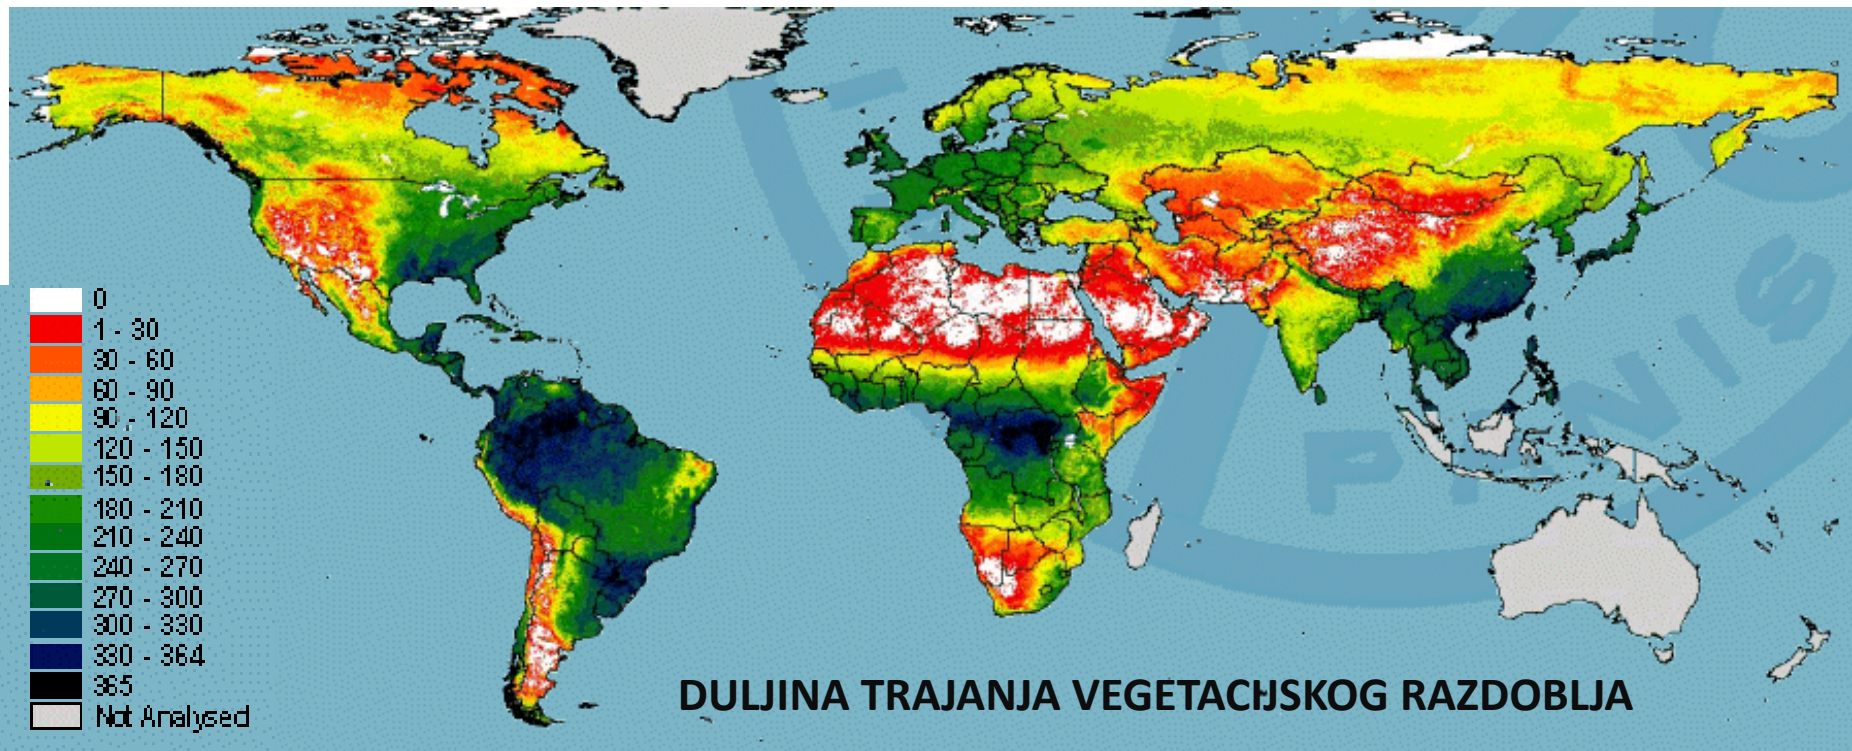 0
1 - 30
30 - 60
60 - 90
90 - 120
120 - 150
150 - 180
180 - 210
210 - 240
240 - 270
270 - 300
300 - 330
330 - 364
365
Not Analysed
PANIS
DULJINA TRAJANJA VEGETACIJSKOG RAZDOBLJA